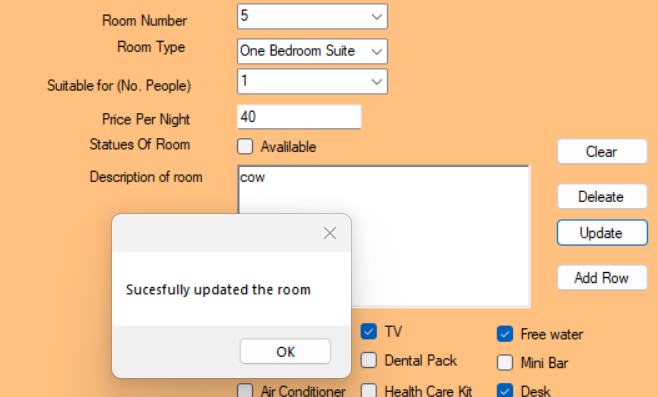 Room Number 5
Room Type One Bedroom Suite
Suitable for (No. People) 1
Price Per Night 40
Statues Of Room Avalilable
Clear
Description of room cow
Deleate
Update
Sucesfully updated the room
Add Row
OK
TV Free water
Dental Pack Mini Bar
Air Conditioner Health Care Kit Desk